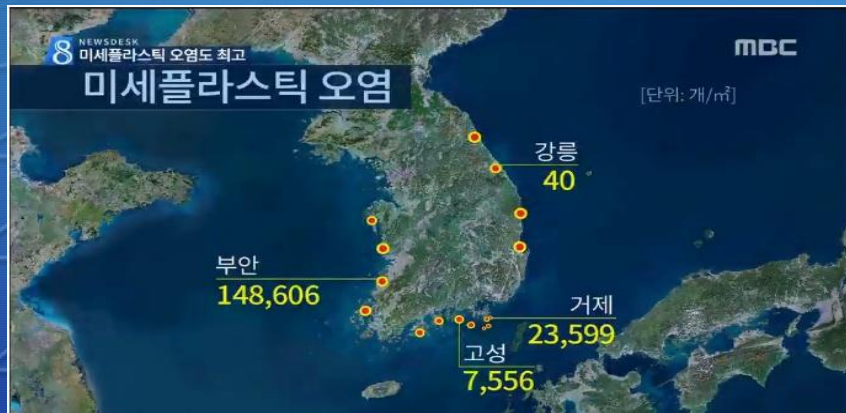 8 NEWSDESK
미세플라스틱 오염도 최고
MBC
미세플라스틱 오염
[단위: 개/㎡]
강릉
40
부안
148,606
거제
23,599
고성
7,556